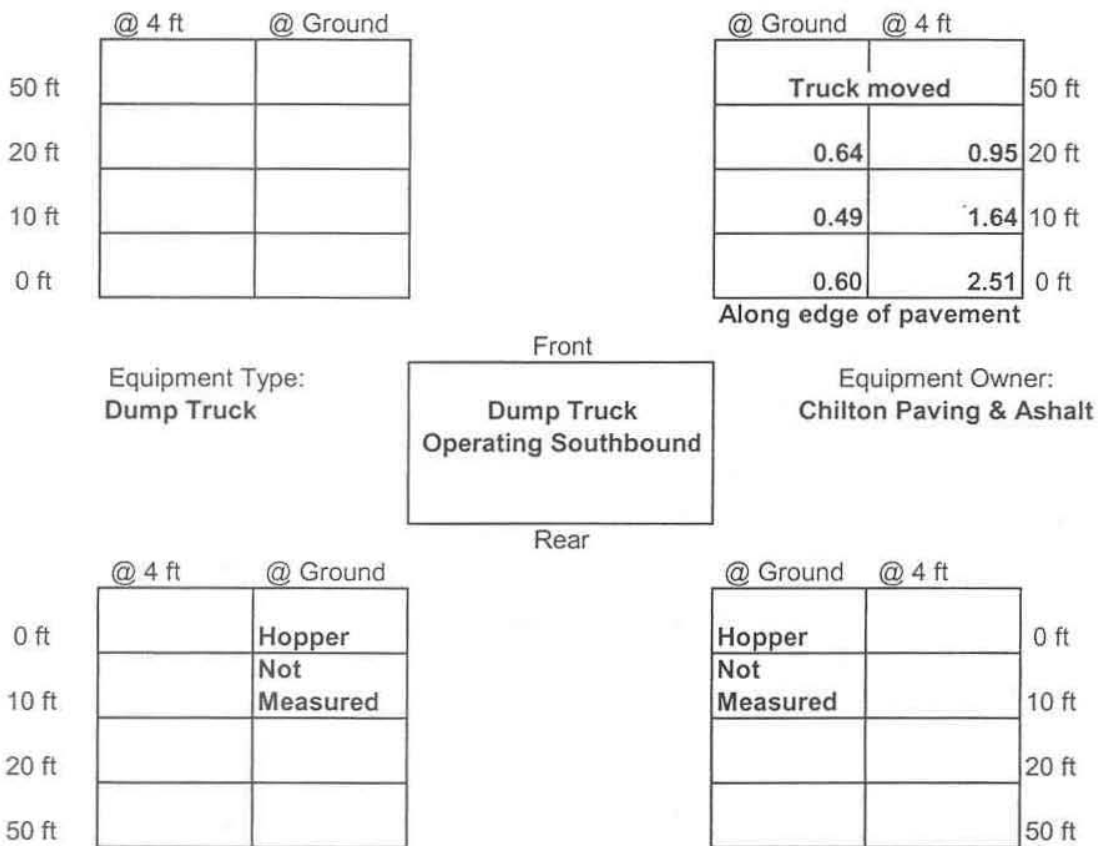 @ 4 ft @ Ground @ Ground @ 4 ft
50 ft Truck moved 50 ft
20 ft 0.64 0.95 20 ft
10 ft 0.49 1.64 10 ft
0 ft 0.60 2.51 0 ft
Along edge of pavement
Front
Equipment Type: Equipment Owner:
Dump Truck Dump Truck Chilton Paving & Ashalt
Operating Southbound
Rear
@ 4 ft @ Ground @ Ground @ 4 ft
0 ft Hopper Hopper 0 ft
Not Not
10 ft Measured Measured 10 ft
20 ft 20 ft
50 ft 50 ft